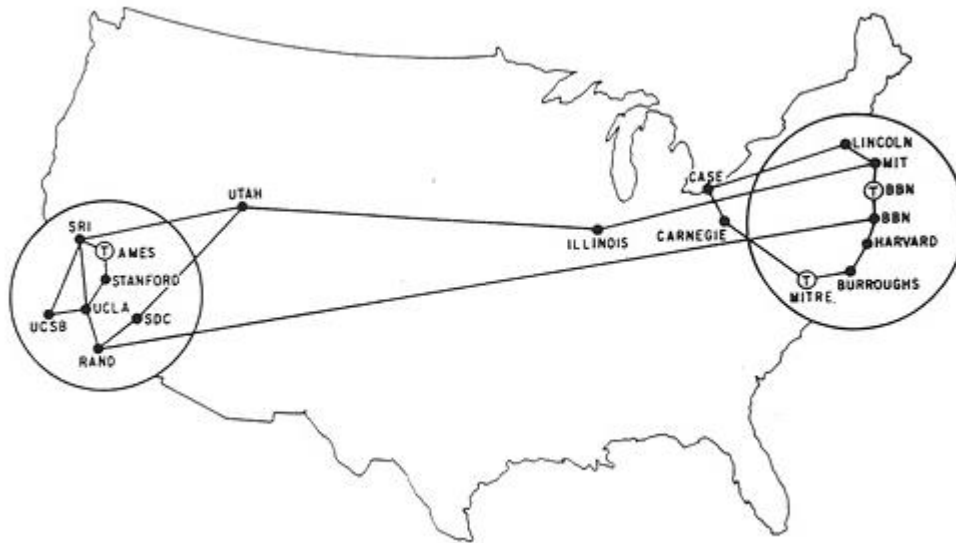 LINCOLN
MIT
CASE
T BBN
UTAH
BBN
SRI
ILLINOIS
CARNEGIE
HARVARD
T AMES
STANFORD
BURROUGHS
T
MITRE
UCLA
SDC
UCSB
RAND